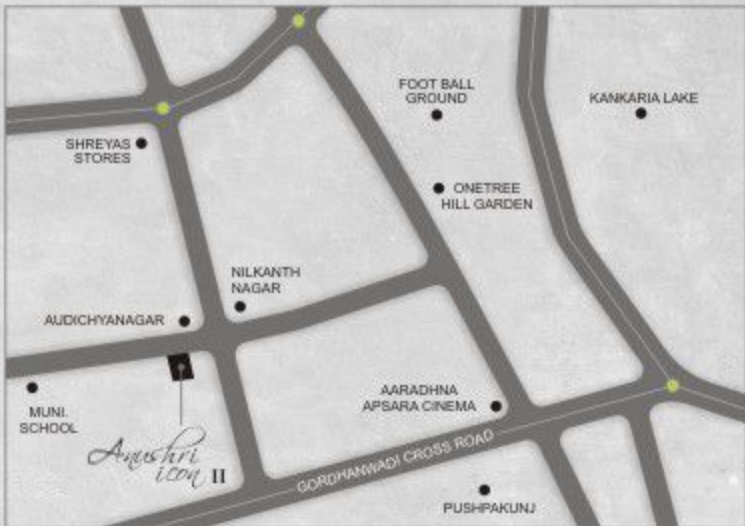 FOOT BALL
GROUND
KANKARIA LAKE
SHREYAS
STORES
ONETREE
HILL GARDEN
NILKANTH
NAGAR
AUDICHYANAGAR
MUNI.
SCHOOL
AARADHNA
APSARA CINEMA
Anushri
icon II
GORDHANWADI CROSS ROAD
PUSHPAKUNJ